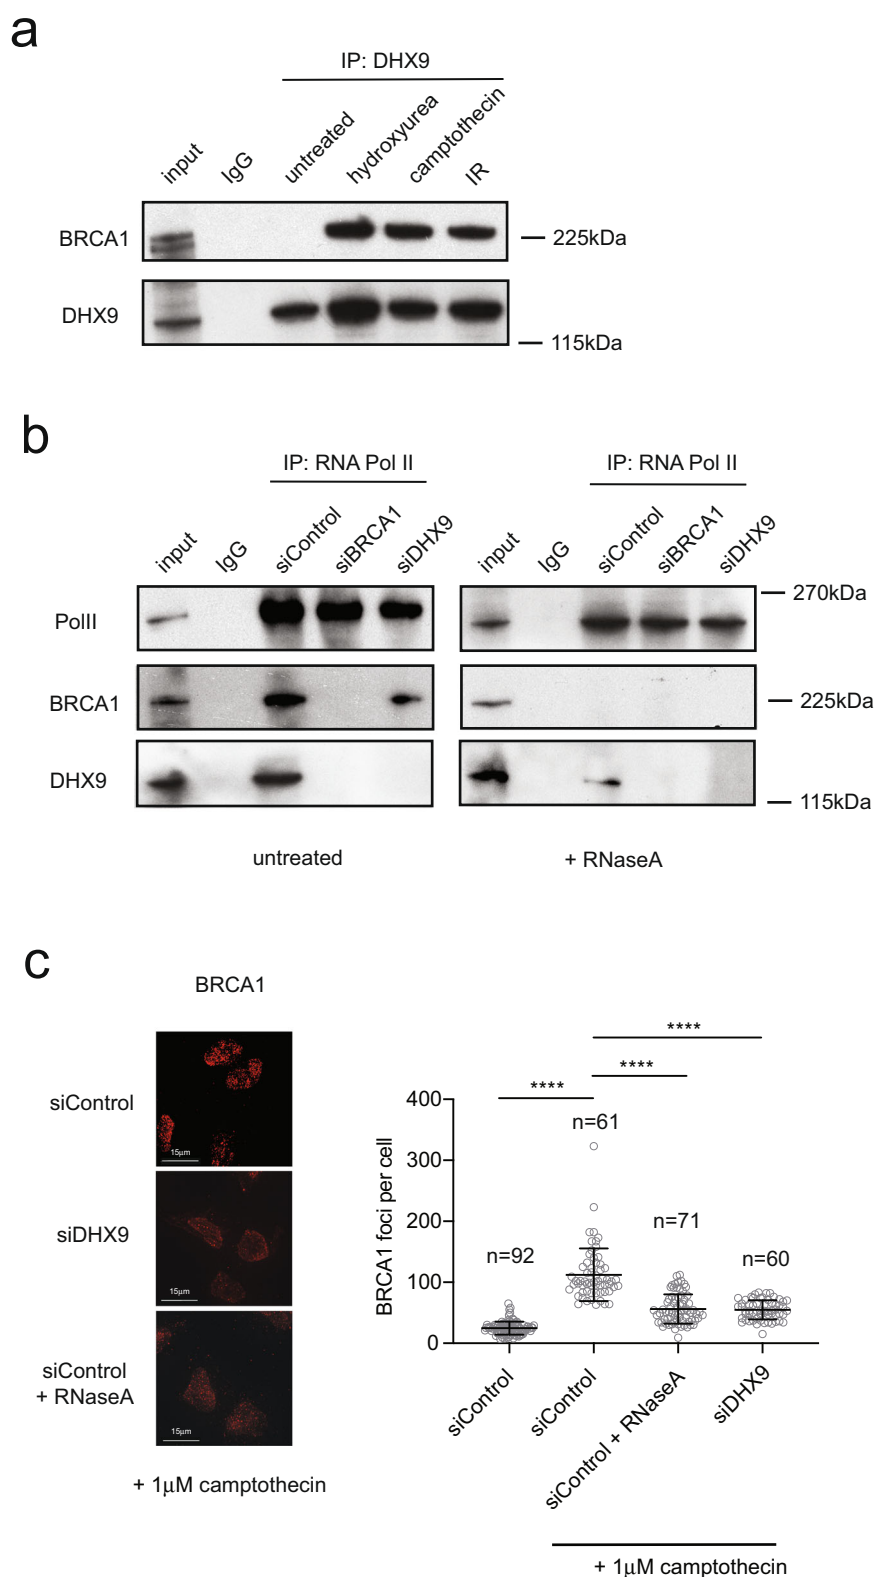 a
IP: DHX9
input
IgG
untreated
hydroxyurea
camptothecin
IR
BRCA1
225kDa
DHX9
115kDa
b
IP: RNA Pol II
IP: RNA Pol II
input
IgG
siControl
siBRCA1
siDHX9
input
IgG
siControl
siBRCA1
siDHX9
270kDa
PolII
BRCA1
225kDa
DHX9
115kDa
untreated
+ RNaseA
c
BRCA1
siControl
15µm
siDHX9
15µm
siControl
+ RNaseA
15µm
+ 1µM camptothecin
****
****
****
BRCA1 foci per cell
400
300
200
100
0
n=92
n=61
n=71
n=60
siControl
siControl
siControl + RNaseA
siDHX9
+ 1µM camptothecin